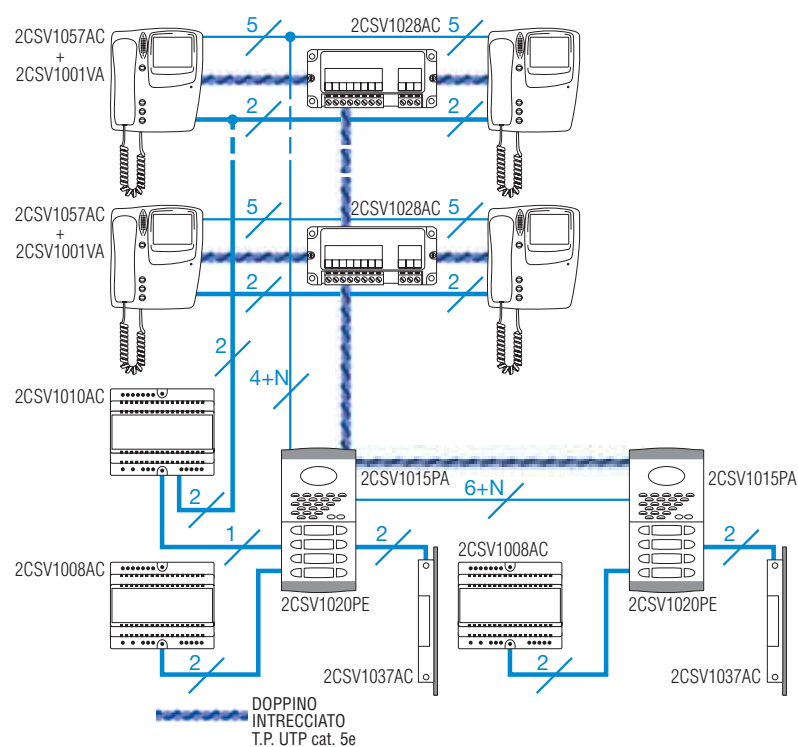 5
2CSV1028AC
5
2CSV1057AC
+
2CSV1001VA
2
2
2CSV1057AC
+
2CSV1001VA
5
2CSV1028AC
5
2
2
2
4+N
2CSV1010AC
2
2CSV1015PA
6+N
2CSV1015PA
1
2
2
2CSV1008AC
2CSV1008AC
2CSV1020PE
2CSV1020PE
2
2
2CSV1037AC
2CSV1037AC
DOPPINO
INTRECCIATO
T.P. UTP cat. 5e